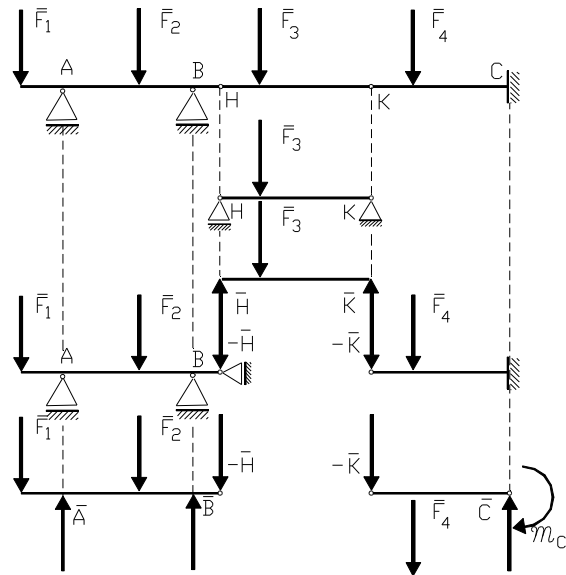 F̅1 F̅2 F̅3 F̅4
A B C
H K
F̅3
H K
F̅3
F̅1 F̅2 H̅ K̅ F̅4
-H̅ -K̅
A B
F̅1 F̅2
-H̅ -K̅
A̅ B̅ F̅4 C̅
mC